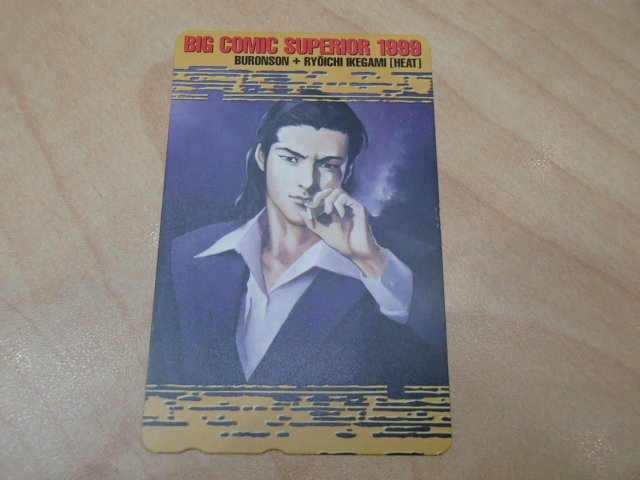 BIG COMIC SUPERIOR 1999
BURONSON + RYŌICHI IKEGAMI [HEAT]